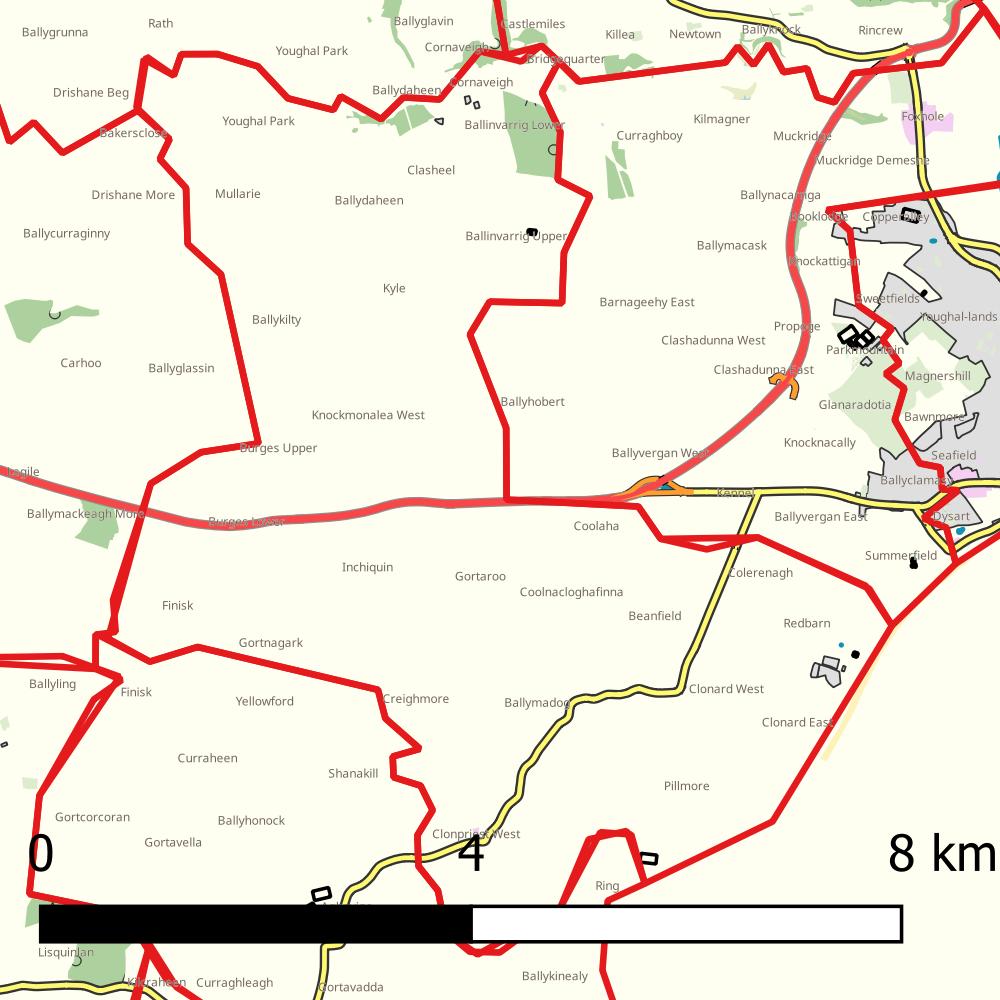 Ballygrunna
Rath
Ballyglavin
Castlemiles
Killea
Newtown
Ballyknock
Rincrew
Youghal Park
Cornaveigh
Bridgequarter
Drishane Beg
Ballydaheen
Cornaveigh
Youghal Park
Bakersclose
Ballinvarrig Lower
Curraghboy
Kilmagner
Muckridge
Foxhole
Muckridge Demesne
Clasheel
Drishane More
Mullarie
Ballydaheen
Ballynacarriga
Rooklodge
Copperalley
Ballycurraginny
Ballinvarrig Upper
Ballymacask
Knockattigan
Kyle
Barnageehy East
Sweetfields
Ballykilty
Propoge
Youghal-lands
Clashadunna West
Parkmountain
Carhoo
Ballyglassin
Clashadunna East
Magnershill
Ballyhobert
Glanaradotia
Knockmonalea West
Bawnmore
Burges Upper
Ballyvergan West
Knocknacally
Seafield
Lagile
Kennel
Ballyclamasy
Ballymackeagh More
Burges Lower
Coolaha
Ballyvergan East
Dysart
Inchiquin
Gortaroo
Coolnacloghafinna
Colerenagh
Summerfield
Finisk
Beanfield
Redbarn
Gortnagark
Ballyling
Finisk
Yellowford
Creighmore
Ballymadog
Clonard West
Clonard East
Curraheen
Shanakill
Pillmore
Gortcorcoran
Ballyhonock
Clonpriest West
Gortavella
0 4 8 km
Ring
Lisquinlan
Kilcraheen
Curraghleagh
Gortavadda
Ballykinealy